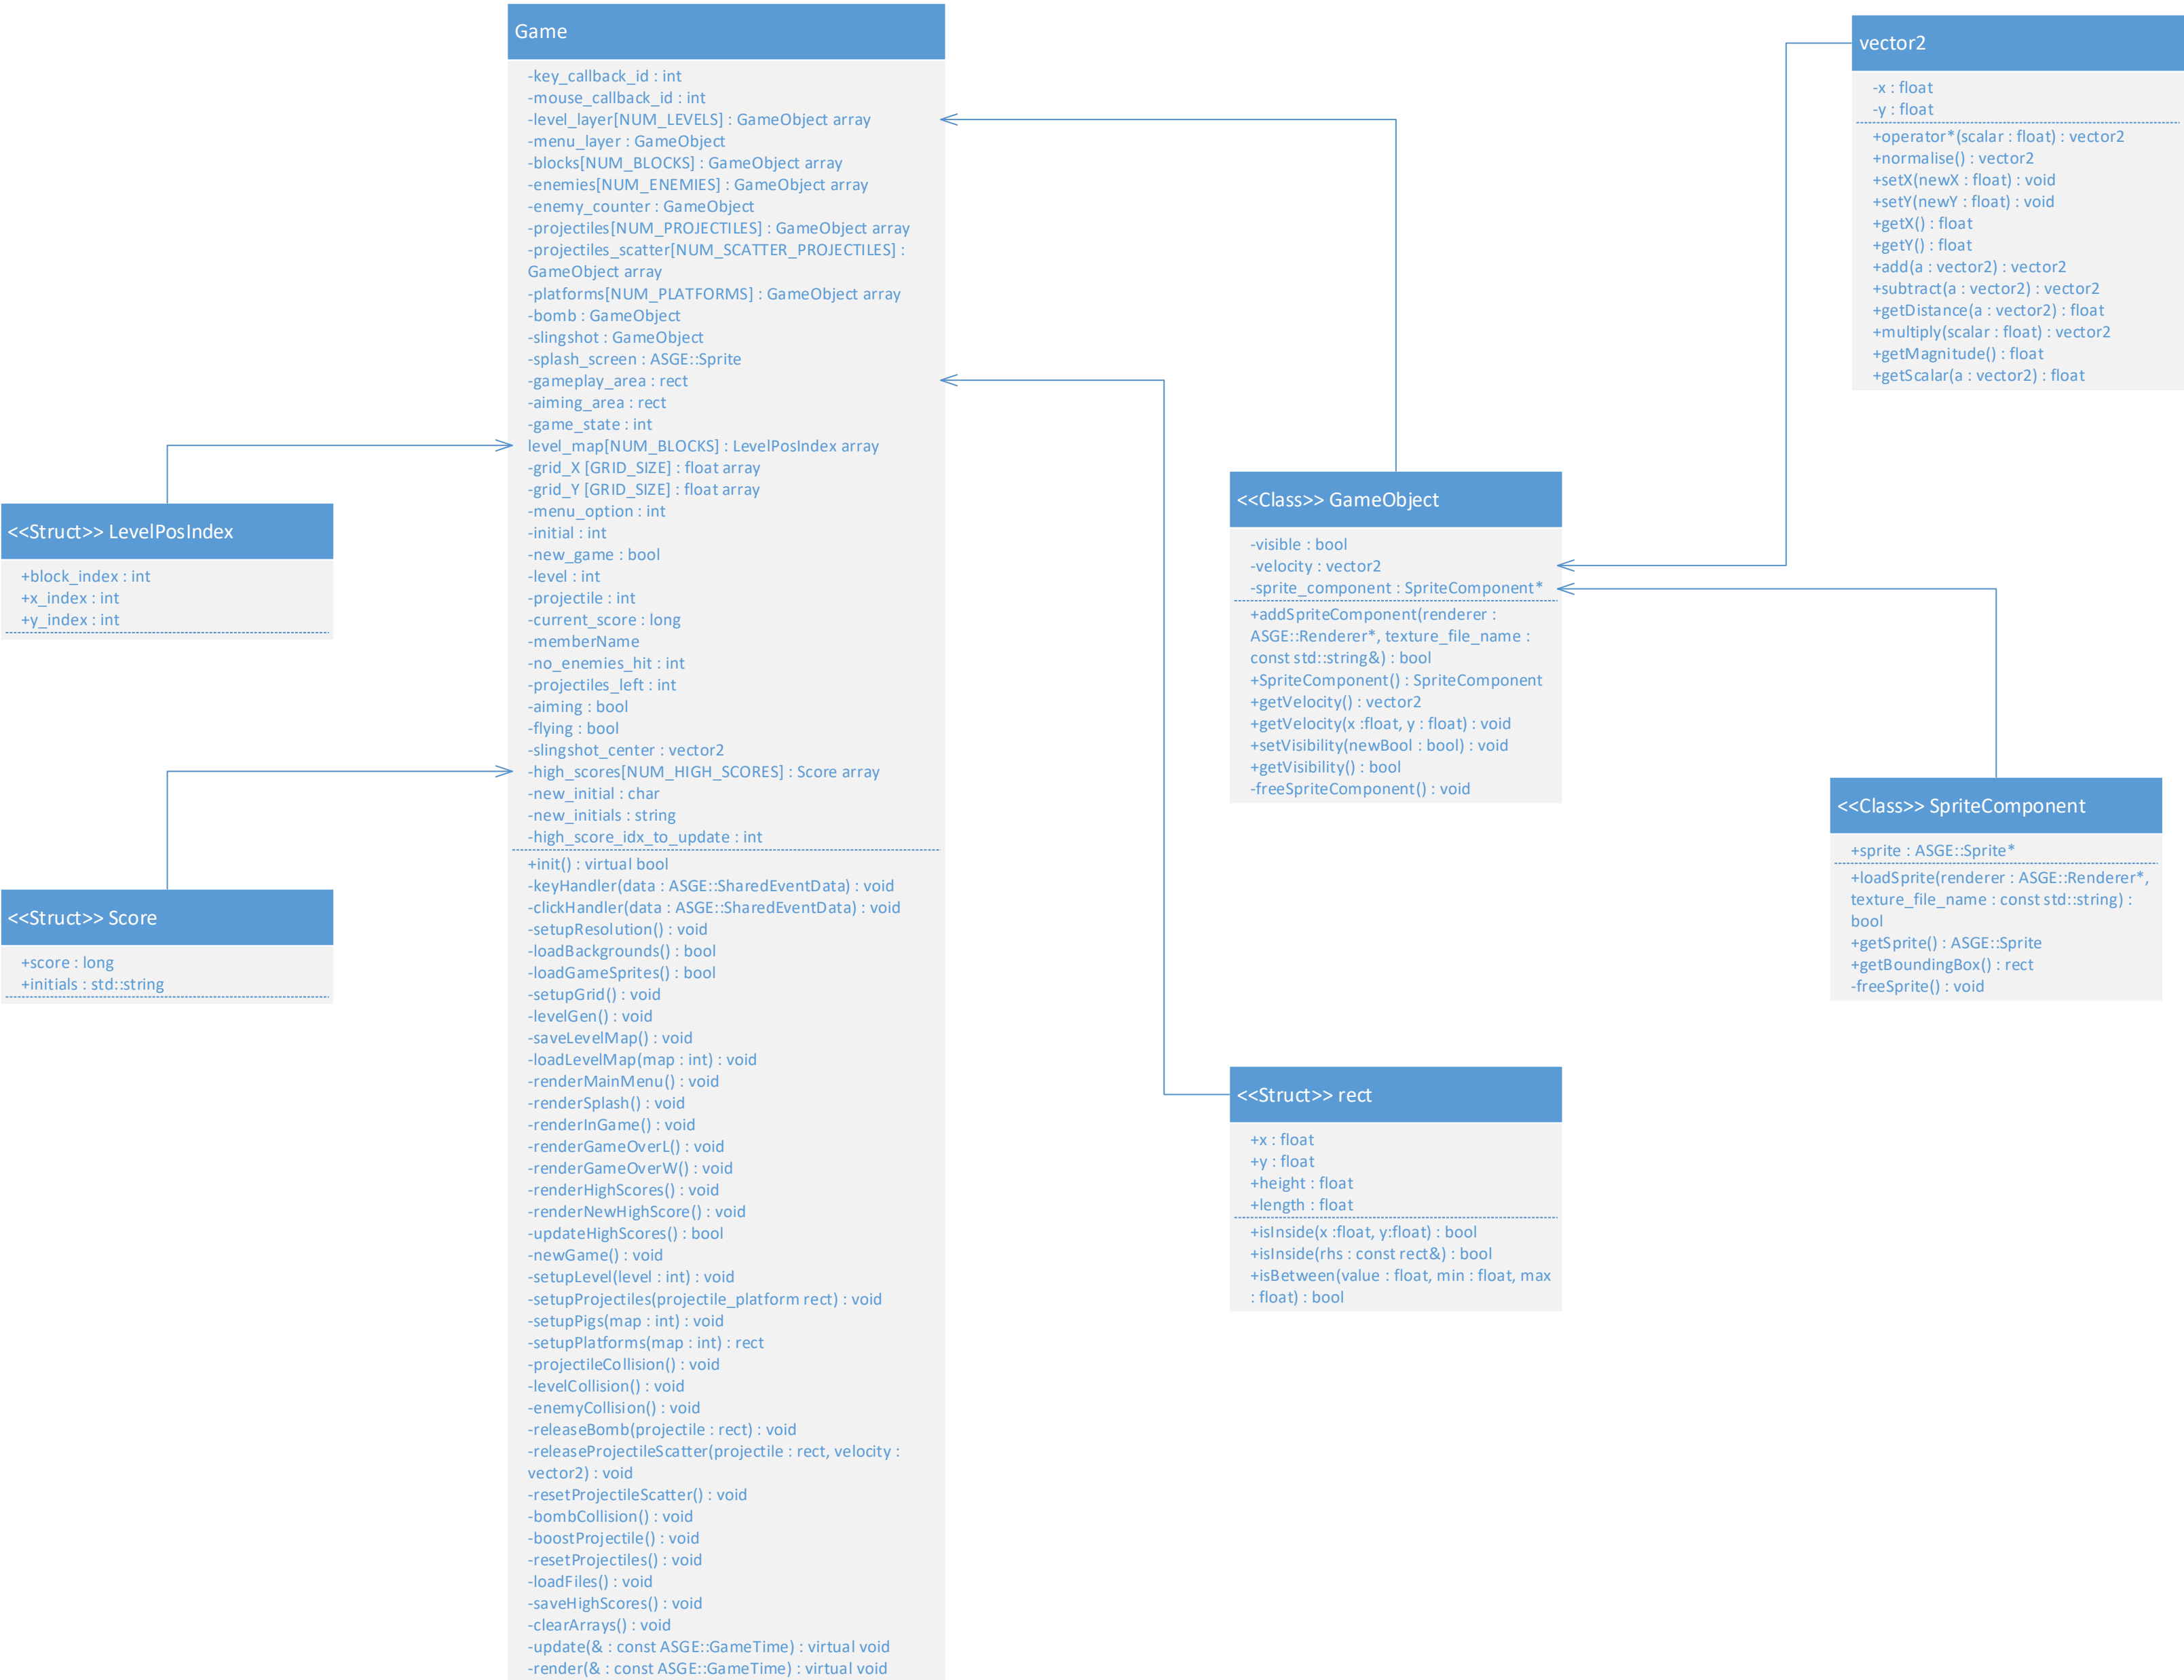 Game
-key_callback_id : int
-mouse_callback_id : int
-level_layer[NUM_LEVELS] : GameObject array
-menu_layer : GameObject
-blocks[NUM_BLOCKS] : GameObject array
-enemies[NUM_ENEMIES] : GameObject array
-enemy_counter : GameObject
-projectiles[NUM_PROJECTILES] : GameObject array
-projectiles_scatter[NUM_SCATTER_PROJECTILES] :
GameObject array
-platforms[NUM_PLATFORMS] : GameObject array
-bomb : GameObject
-slingshot : GameObject
-splash_screen : ASGE::Sprite
-gameplay_area : rect
-aiming_area : rect
-game_state : int
level_map[NUM_BLOCKS] : LevelPosIndex array
-grid_X [GRID_SIZE] : float array
-grid_Y [GRID_SIZE] : float array
-menu_option : int
-initial : int
-new_game : bool
-level : int
-projectile : int
-current_score : long
-memberName
-no_enemies_hit : int
-projectiles_left : int
-aiming : bool
-flying : bool
-slingshot_center : vector2
-high_scores[NUM_HIGH_SCORES] : Score array
-new_initial : char
-new_initials : string
-high_score_idx_to_update : int
+init() : virtual bool
-keyHandler(data : ASGE::SharedEventData) : void
-clickHandler(data : ASGE::SharedEventData) : void
-setupResolution() : void
-loadBackgrounds() : bool
-loadGameSprites() : bool
-setupGrid() : void
-levelGen() : void
-saveLevelMap() : void
-loadLevelMap(map : int) : void
-renderMainMenu() : void
-renderSplash() : void
-renderInGame() : void
-renderGameOverL() : void
-renderGameOverW() : void
-renderHighScores() : void
-renderNewHighScore() : void
-updateHighScores() : bool
-newGame() : void
-setupLevel(level : int) : void
-setupProjectiles(projectile_platform rect) : void
-setupPigs(map : int) : void
-setupPlatforms(map : int) : rect
-projectileCollision() : void
-levelCollision() : void
-enemyCollision() : void
-releaseBomb(projectile : rect) : void
-releaseProjectileScatter(projectile : rect, velocity :
vector2) : void
-resetProjectileScatter() : void
-bombCollision() : void
-boostProjectile() : void
-resetProjectiles() : void
-loadFiles() : void
-saveHighScores() : void
-clearArrays() : void
-update(& : const ASGE::GameTime) : virtual void
-render(& : const ASGE::GameTime) : virtual void
<<Struct>> LevelPosIndex
+block_index : int
+x_index : int
+y_index : int
<<Struct>> Score
+score : long
+initials : std::string
<<Class>> GameObject
-visible : bool
-velocity : vector2
-sprite_component : SpriteComponent*
+addSpriteComponent(renderer :
ASGE::Renderer*, texture_file_name :
const std::string&) : bool
+SpriteComponent() : SpriteComponent
+getVelocity() : vector2
+getVelocity(x :float, y : float) : void
+setVisibility(newBool : bool) : void
+getVisibility() : bool
-freeSpriteComponent() : void
<<Struct>> rect
+x : float
+y : float
+height : float
+length : float
+isInside(x :float, y:float) : bool
+isInside(rhs : const rect&) : bool
+isBetween(value : float, min : float, max
: float) : bool
vector2
-x : float
-y : float
+operator*(scalar : float) : vector2
+normalise() : vector2
+setX(newX : float) : void
+setY(newY : float) : void
+getX() : float
+getY() : float
+add(a : vector2) : vector2
+subtract(a : vector2) : vector2
+getDistance(a : vector2) : float
+multiply(scalar : float) : vector2
+getMagnitude() : float
+getScalar(a : vector2) : float
<<Class>> SpriteComponent
+sprite : ASGE::Sprite*
+loadSprite(renderer : ASGE::Renderer*,
texture_file_name : const std::string) :
bool
+getSprite() : ASGE::Sprite
+getBoundingBox() : rect
-freeSprite() : void